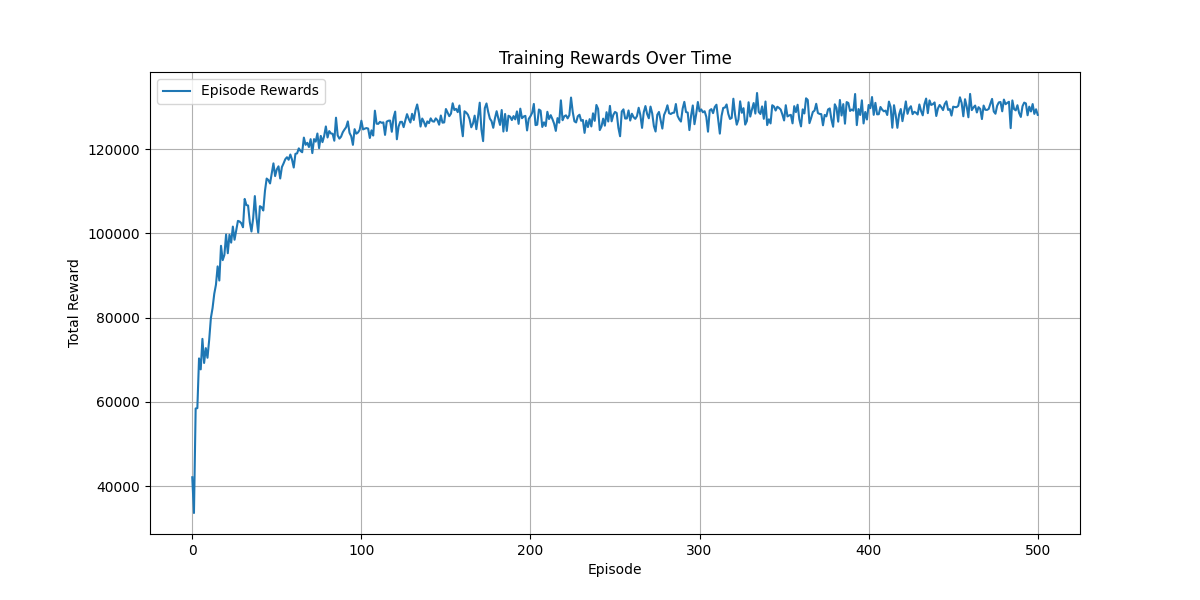 Training Rewards Over Time
Episode Rewards
120000
100000
80000
60000
40000
Total Reward
0 100 200 300 400 500
Episode